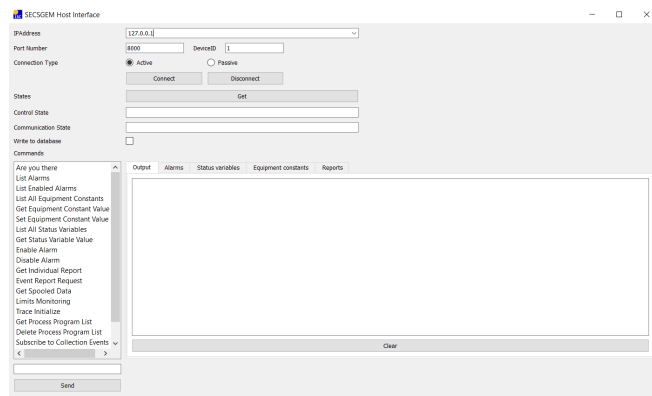 SECSGEM Host Interface
IPAddress 127.0.0.1
Port Number 8000 DeviceID 1
Connection Type Active Passive
Connect Disconnect
States Get
Control State
Communication State
Write to database
Commands
Output Alarms Status variables Equipment constants Reports
Are you there
List Alarms
List Enabled Alarms
List All Equipment Constants
Get Equipment Constant Value
Set Equipment Constant Value
List All Status Variables
Get Status Variable Value
Enable Alarm
Disable Alarm
Get Individual Report
Event Report Request
Get Spooled Data
Limits Monitoring
Trace Initialize
Get Process Program List
Delete Process Program List
Subscribe to Collection Events
Clear
Send